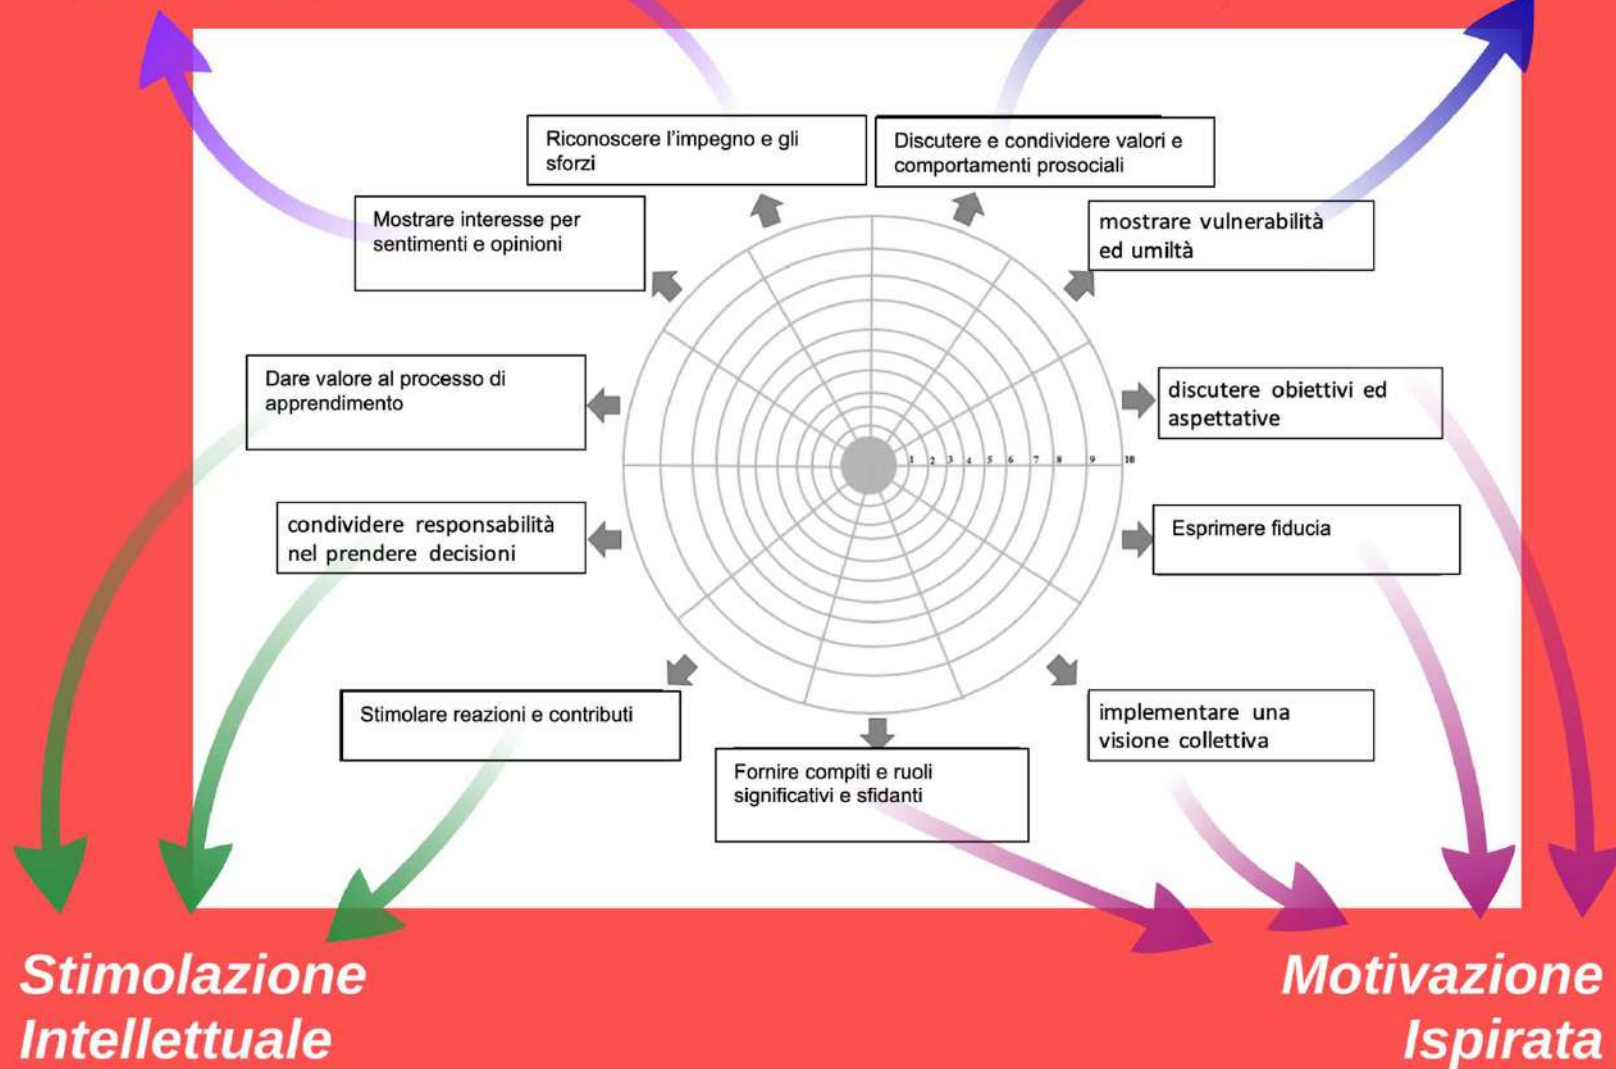 Riconoscere l'impegno e gli
sforzi
Discutere e condividere valori e
comportamenti prosociali
Mostrare interesse per
sentimenti e opinioni
mostrare vulnerabilità
ed umiltà
Dare valore al processo di
apprendimento
discutere obiettivi ed
aspettative
1 2 3 4 5 6 7 8 9 10
condividere responsabilità
nel prendere decisioni
Esprimere fiducia
Stimolare reazioni e contributi
implementare una
visione collettiva
Fornire compiti e ruoli
significativi e sfidanti
Stimolazione
Intellettuale
Motivazione
Ispirata